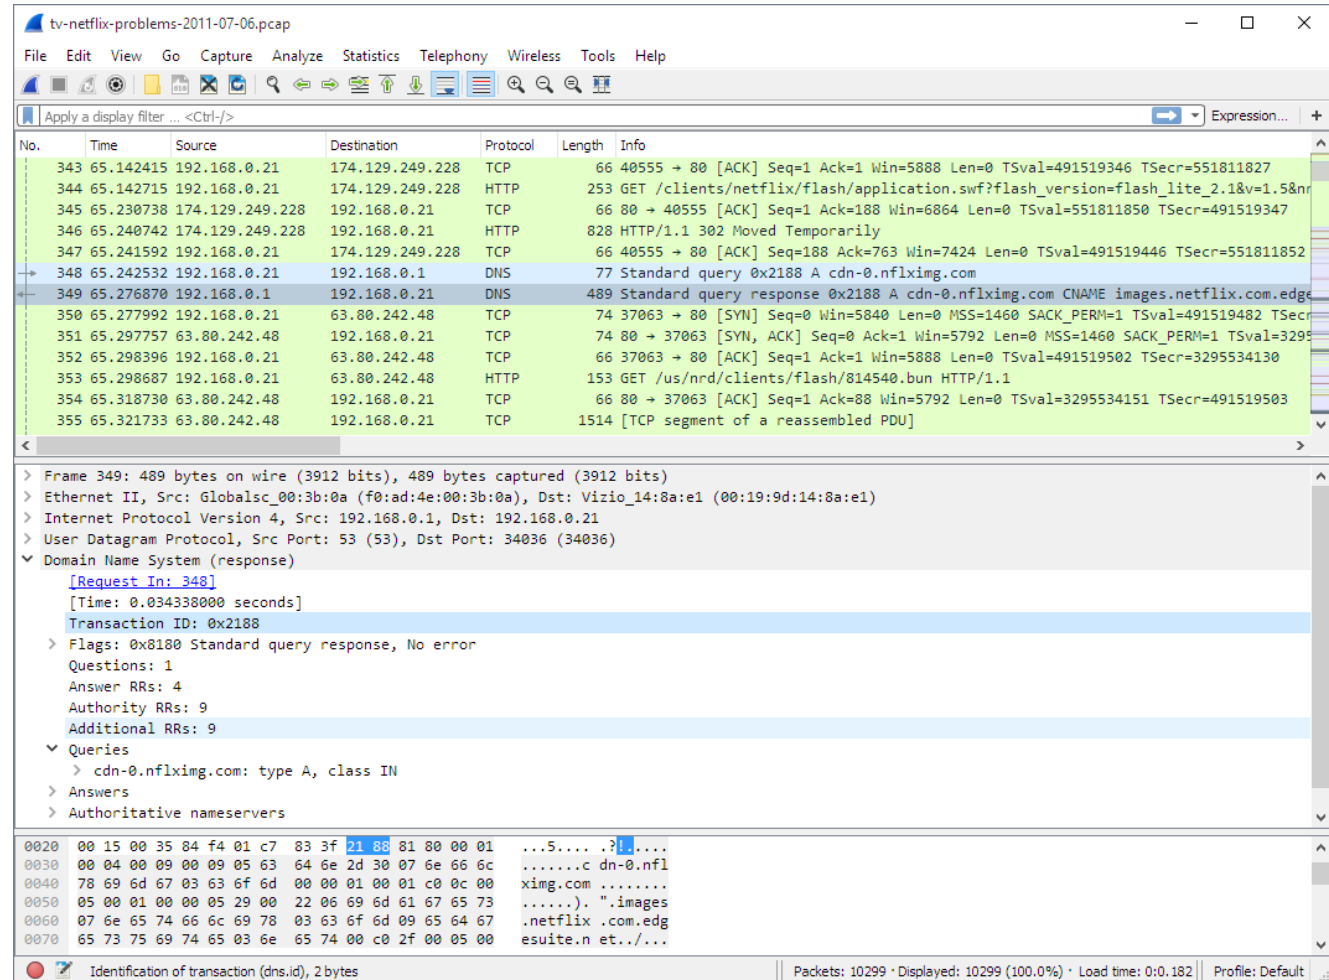 tv-netflix-problems-2011-07-06.pcap
File Edit View Go Capture Analyze Statistics Telephony Wireless Tools Help
Apply a display filter ... <Ctrl-/> Expression... +
No. Time Source Destination Protocol Length Info
343 65.142415 192.168.0.21 174.129.249.228 TCP 66 40555 → 80 [ACK] Seq=1 Ack=1 Win=5888 Len=0 TSval=491519346 TSecr=551811827
344 65.142715 192.168.0.21 174.129.249.228 HTTP 253 GET /clients/netflix/flash/application.swf?flash_version=flash_lite_2.1&v=1.5&nr
345 65.230738 174.129.249.228 192.168.0.21 TCP 66 80 → 40555 [ACK] Seq=1 Ack=188 Win=6864 Len=0 TSval=551811850 TSecr=491519347
346 65.240742 174.129.249.228 192.168.0.21 HTTP 828 HTTP/1.1 302 Moved Temporarily
347 65.241592 192.168.0.21 174.129.249.228 TCP 66 40555 → 80 [ACK] Seq=188 Ack=763 Win=7424 Len=0 TSval=491519446 TSecr=551811852
348 65.242532 192.168.0.21 192.168.0.1 DNS 77 Standard query 0x2188 A cdn-0.nflximg.com
349 65.276870 192.168.0.1 192.168.0.21 DNS 489 Standard query response 0x2188 A cdn-0.nflximg.com CNAME images.netflix.com.edge
350 65.277992 192.168.0.21 63.80.242.48 TCP 74 37063 → 80 [SYN] Seq=0 Win=5840 Len=0 MSS=1460 SACK_PERM=1 TSval=491519482 TSecr
351 65.297757 63.80.242.48 192.168.0.21 TCP 74 80 → 37063 [SYN, ACK] Seq=0 Ack=1 Win=5792 Len=0 MSS=1460 SACK_PERM=1 TSval=3295
352 65.298396 192.168.0.21 63.80.242.48 TCP 66 37063 → 80 [ACK] Seq=1 Ack=1 Win=5888 Len=0 TSval=491519502 TSecr=3295534130
353 65.298687 192.168.0.21 63.80.242.48 HTTP 153 GET /us/nrd/clients/flash/814540.bun HTTP/1.1
354 65.318730 63.80.242.48 192.168.0.21 TCP 66 80 → 37063 [ACK] Seq=1 Ack=88 Win=5792 Len=0 TSval=3295534151 TSecr=491519503
355 65.321733 63.80.242.48 192.168.0.21 TCP 1514 [TCP segment of a reassembled PDU]
Frame 349: 489 bytes on wire (3912 bits), 489 bytes captured (3912 bits)
Ethernet II, Src: Globalsc_00:3b:0a (f0:ad:4e:00:3b:0a), Dst: Vizio_14:8a:e1 (00:19:9d:14:8a:e1)
Internet Protocol Version 4, Src: 192.168.0.1, Dst: 192.168.0.21
User Datagram Protocol, Src Port: 53 (53), Dst Port: 34036 (34036)
Domain Name System (response)
[Request In: 348]
[Time: 0.034338000 seconds]
Transaction ID: 0x2188
Flags: 0x8180 Standard query response, No error
Questions: 1
Answer RRs: 4
Authority RRs: 9
Additional RRs: 9
Queries
cdn-0.nflximg.com: type A, class IN
Answers
Authoritative nameservers
0020 00 15 00 35 84 f4 01 c7 83 3f 21 88 81 80 00 01 ...5.... .?!.....
0030 00 04 00 09 00 09 05 63 64 6e 2d 30 07 6e 66 6c .......c dn-0.nfl
0040 78 69 6d 67 03 63 6f 6d 00 00 01 00 01 c0 0c 00 ximg.com ........
0050 05 00 01 00 00 05 29 00 22 06 69 6d 61 67 65 73 ......). ".images
0060 07 6e 65 74 66 6c 69 78 03 63 6f 6d 09 65 64 67 .netflix .com.edg
0070 65 73 75 69 74 65 03 6e 65 74 00 c0 2f 00 05 00 esuite.n et../...
Identification of transaction (dns.id), 2 bytes Packets: 10299 · Displayed: 10299 (100.0%) · Load time: 0:0.182 Profile: Default